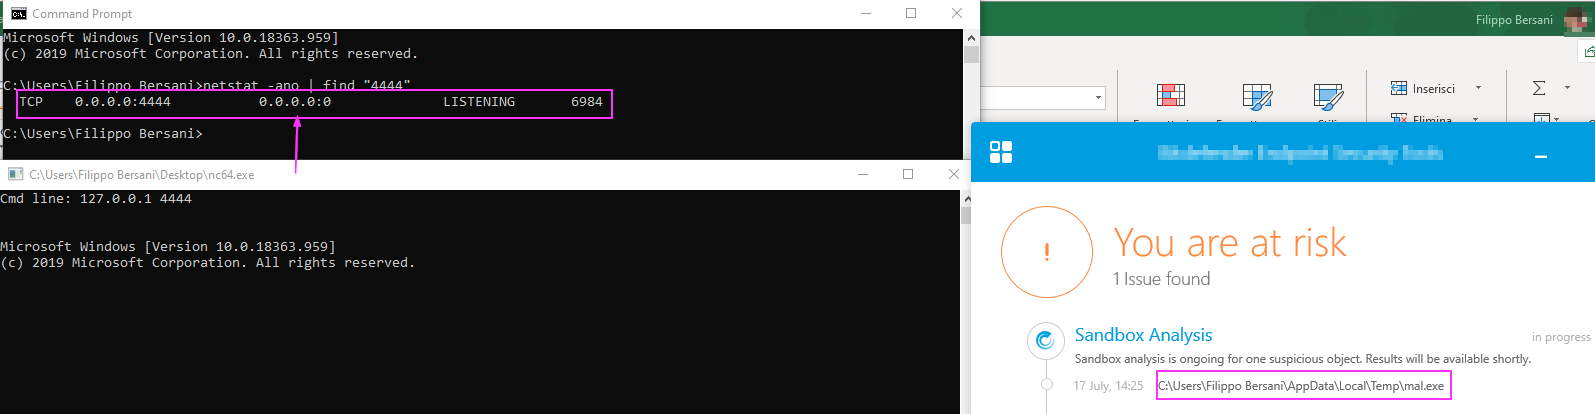 Command Prompt
Microsoft Windows [Version 10.0.18363.959]
(c) 2019 Microsoft Corporation. All rights reserved.
C:\Users\Filippo Bersani>netstat -ano | find "4444"
TCP 0.0.0.0:4444 0.0.0.0:0 LISTENING 6984
C:\Users\Filippo Bersani>
C:\Users\Filippo Bersani\Desktop\nc64.exe
Cmd line: 127.0.0.1 4444
Microsoft Windows [Version 10.0.18363.959]
(c) 2019 Microsoft Corporation. All rights reserved.
Filippo Bersani
Inserisci
Elimina
You are at risk
1 Issue found
Sandbox Analysis
in progress
Sandbox analysis is ongoing for one suspicious object. Results will be available shortly.
17 July, 14:25 C:\Users\Filippo Bersani\AppData\Local\Temp\mal.exe